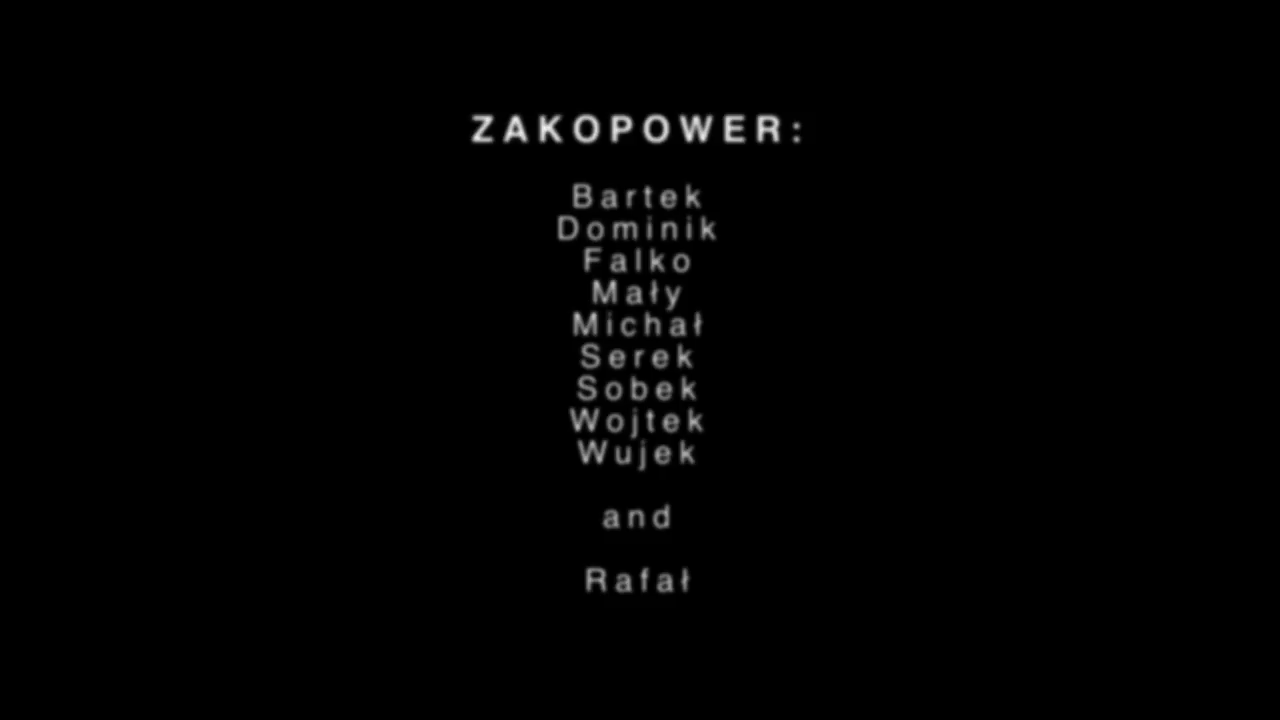 ZAKOPOWER:
Bartek
Dominik
Falko
Mały
Michał
Serek
Sobek
Wojtek
Wujek
and
Rafał